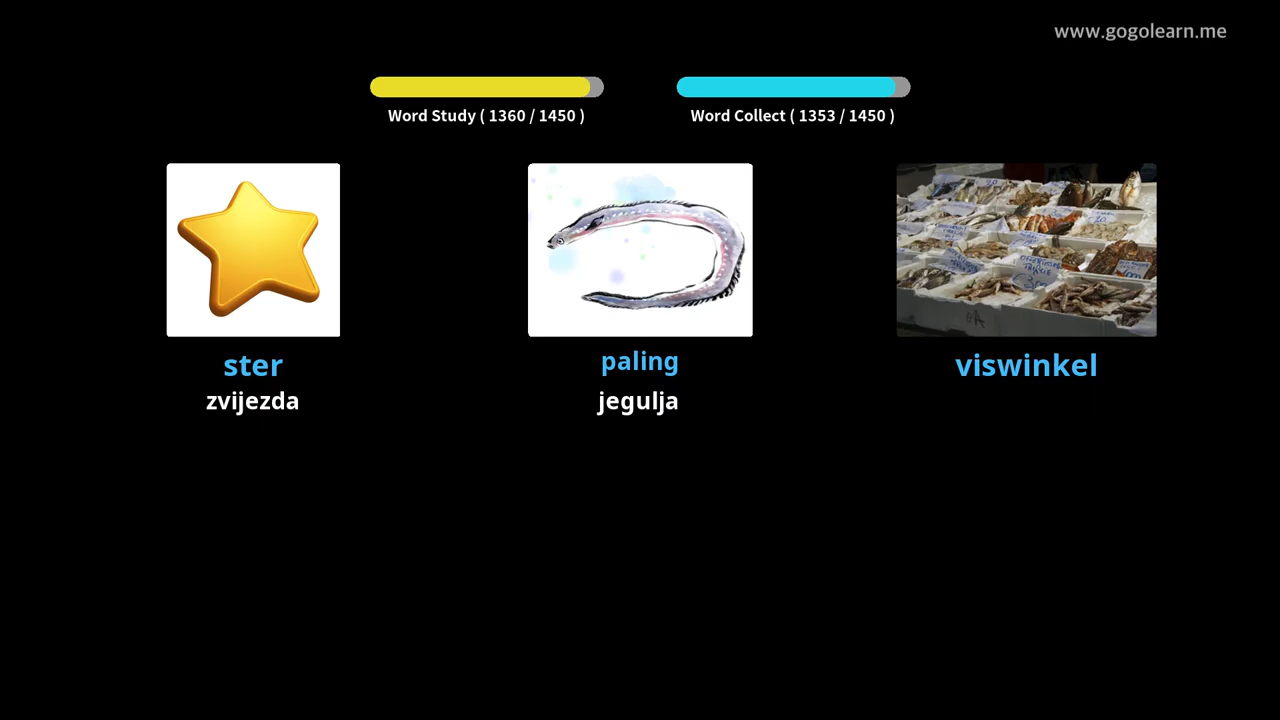 www.gogolearn.me
Word Study ( 1360 / 1450 )
Word Collect ( 1353 / 1450 )
ster
zvijezda
paling
jegulja
viswinkel